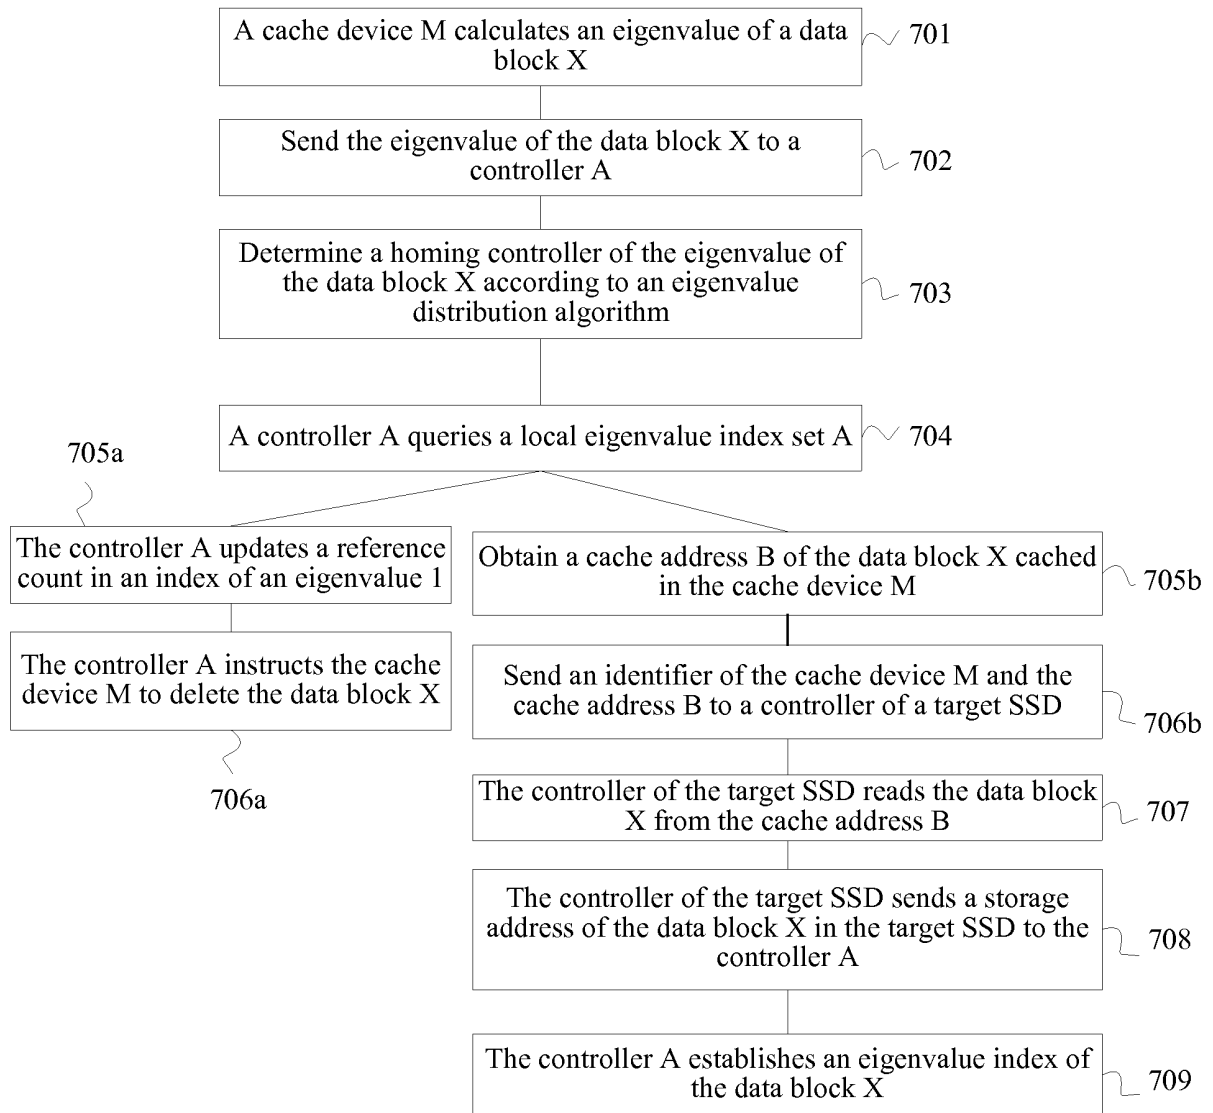 A cache device M calculates an eigenvalue of a data
block X
701
Send the eigenvalue of the data block X to a
controller A
702
Determine a homing controller of the eigenvalue of
the data block X according to an eigenvalue
distribution algorithm
703
A controller A queries a local eigenvalue index set A
704
705a
The controller A updates a reference
count in an index of an eigenvalue 1
The controller A instructs the cache
device M to delete the data block X
706a
Obtain a cache address B of the data block X cached
in the cache device M
705b
Send an identifier of the cache device M and the
cache address B to a controller of a target SSD
706b
The controller of the target SSD reads the data block
X from the cache address B
707
The controller of the target SSD sends a storage
address of the data block X in the target SSD to the
controller A
708
The controller A establishes an eigenvalue index of
the data block X
709